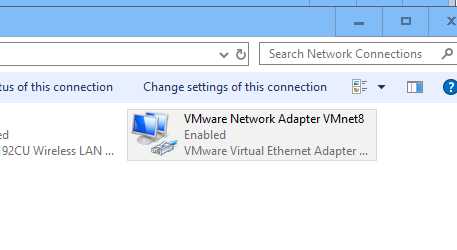 Search Network Connections
tus of this connection
Change settings of this connection
VMware Network Adapter VMnet8
Enabled
VMware Virtual Ethernet Adapter ...
ed
192CU Wireless LAN ...